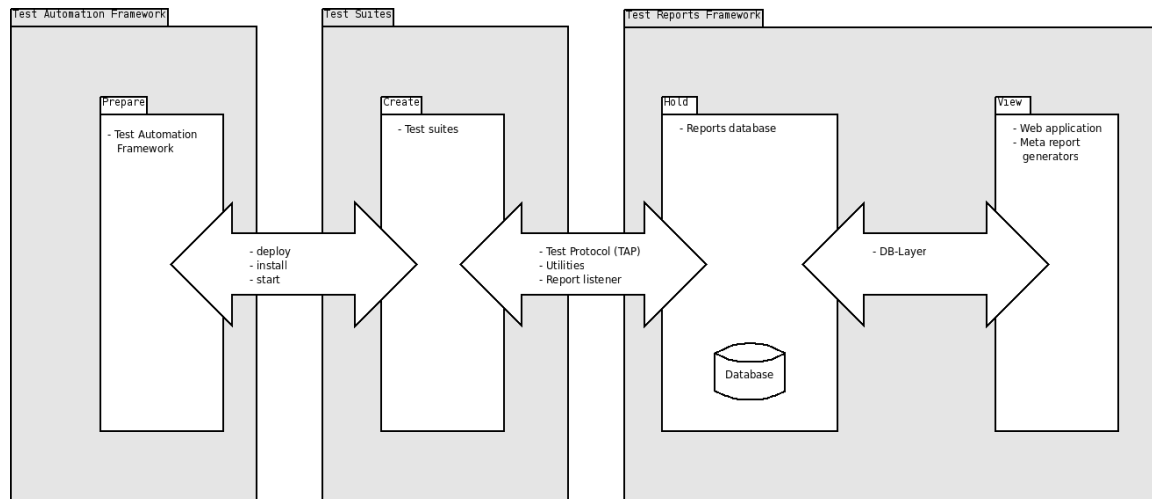 Test Automation Framework
Test Suites
Test Reports Framework
Prepare
- Test Automation
Framework
Create
- Test suites
Hold
- Reports database
View
- Web application
- Meta report
generators
- deploy
- install
- start
- Test Protocol (TAP)
- Utilities
- Report listener
- DB-Layer
Database